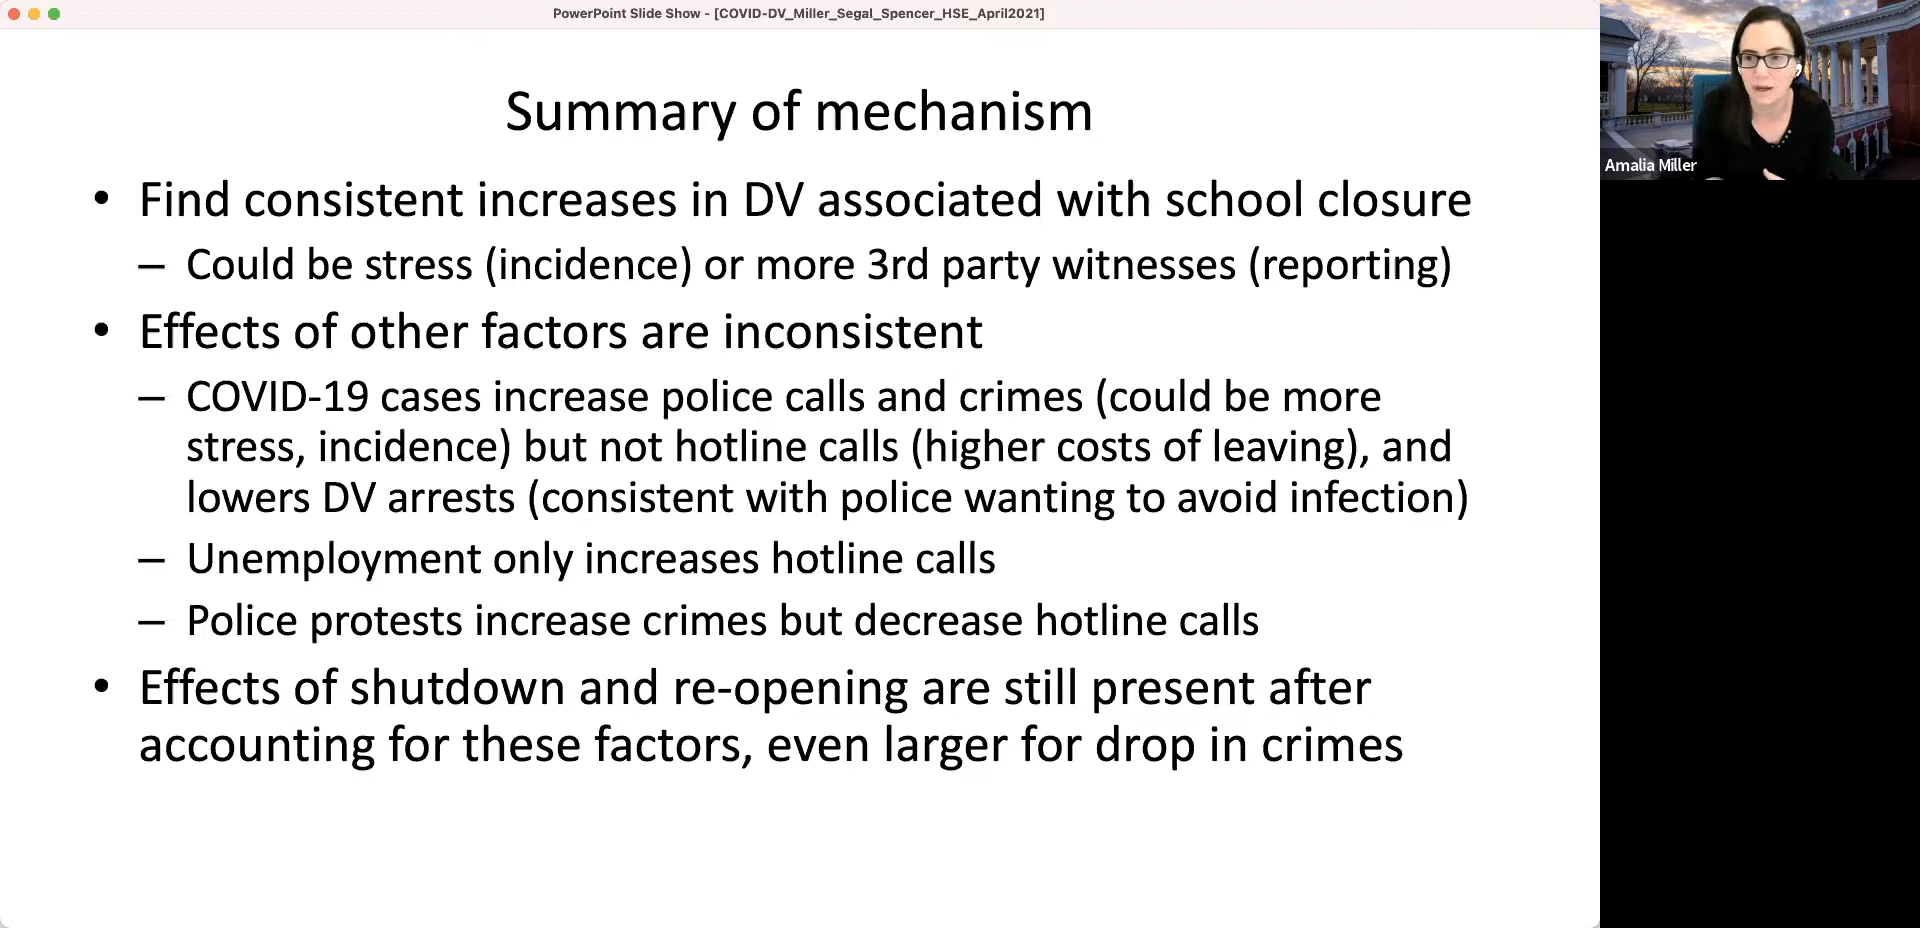 PowerPoint Slide Show - [COVID-DV_Miller_Segal_Spencer_HSE_April2021]
Summary of mechanism
• Find consistent increases in DV associated with school closure
– Could be stress (incidence) or more 3rd party witnesses (reporting)
• Effects of other factors are inconsistent
– COVID-19 cases increase police calls and crimes (could be more
stress, incidence) but not hotline calls (higher costs of leaving), and
lowers DV arrests (consistent with police wanting to avoid infection)
– Unemployment only increases hotline calls
– Police protests increase crimes but decrease hotline calls
• Effects of shutdown and re-opening are still present after
accounting for these factors, even larger for drop in crimes
Amalia Miller